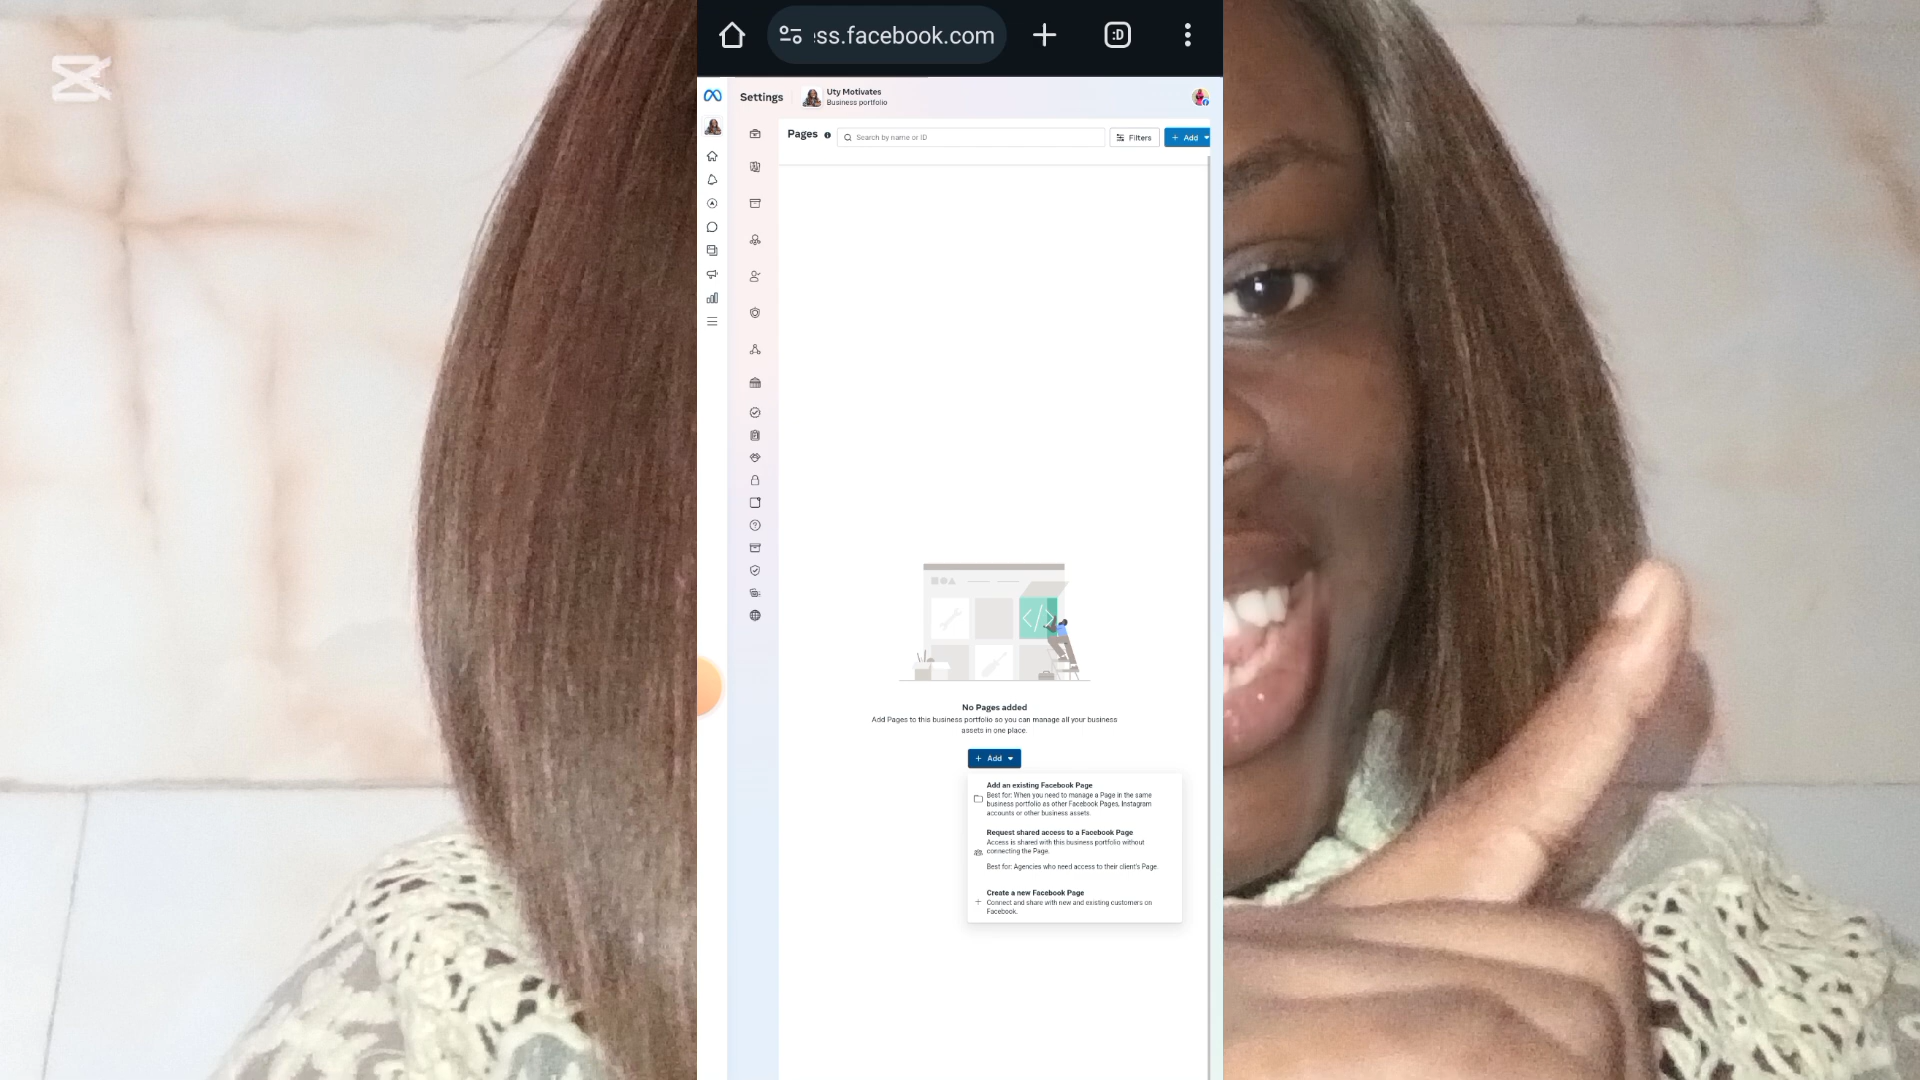 ss.facebook.com
:D
Settings
Uty Motivates
Business portfolio
Pages
Search by name or ID
Filters
+ Add
No Pages added
Add Pages to this business portfolio so you can manage all your business
assets in one place.
+ Add
Add an existing Facebook Page
Best for: When you need to manage a Page in the same
business portfolio as other Facebook Pages, Instagram
accounts or other business assets.
Request shared access to a Facebook Page
Access is shared with this business portfolio without
connecting the Page.
Best for: Agencies who need access to their client's Page.
Create a new Facebook Page
Connect and share with new and existing customers on
Facebook.